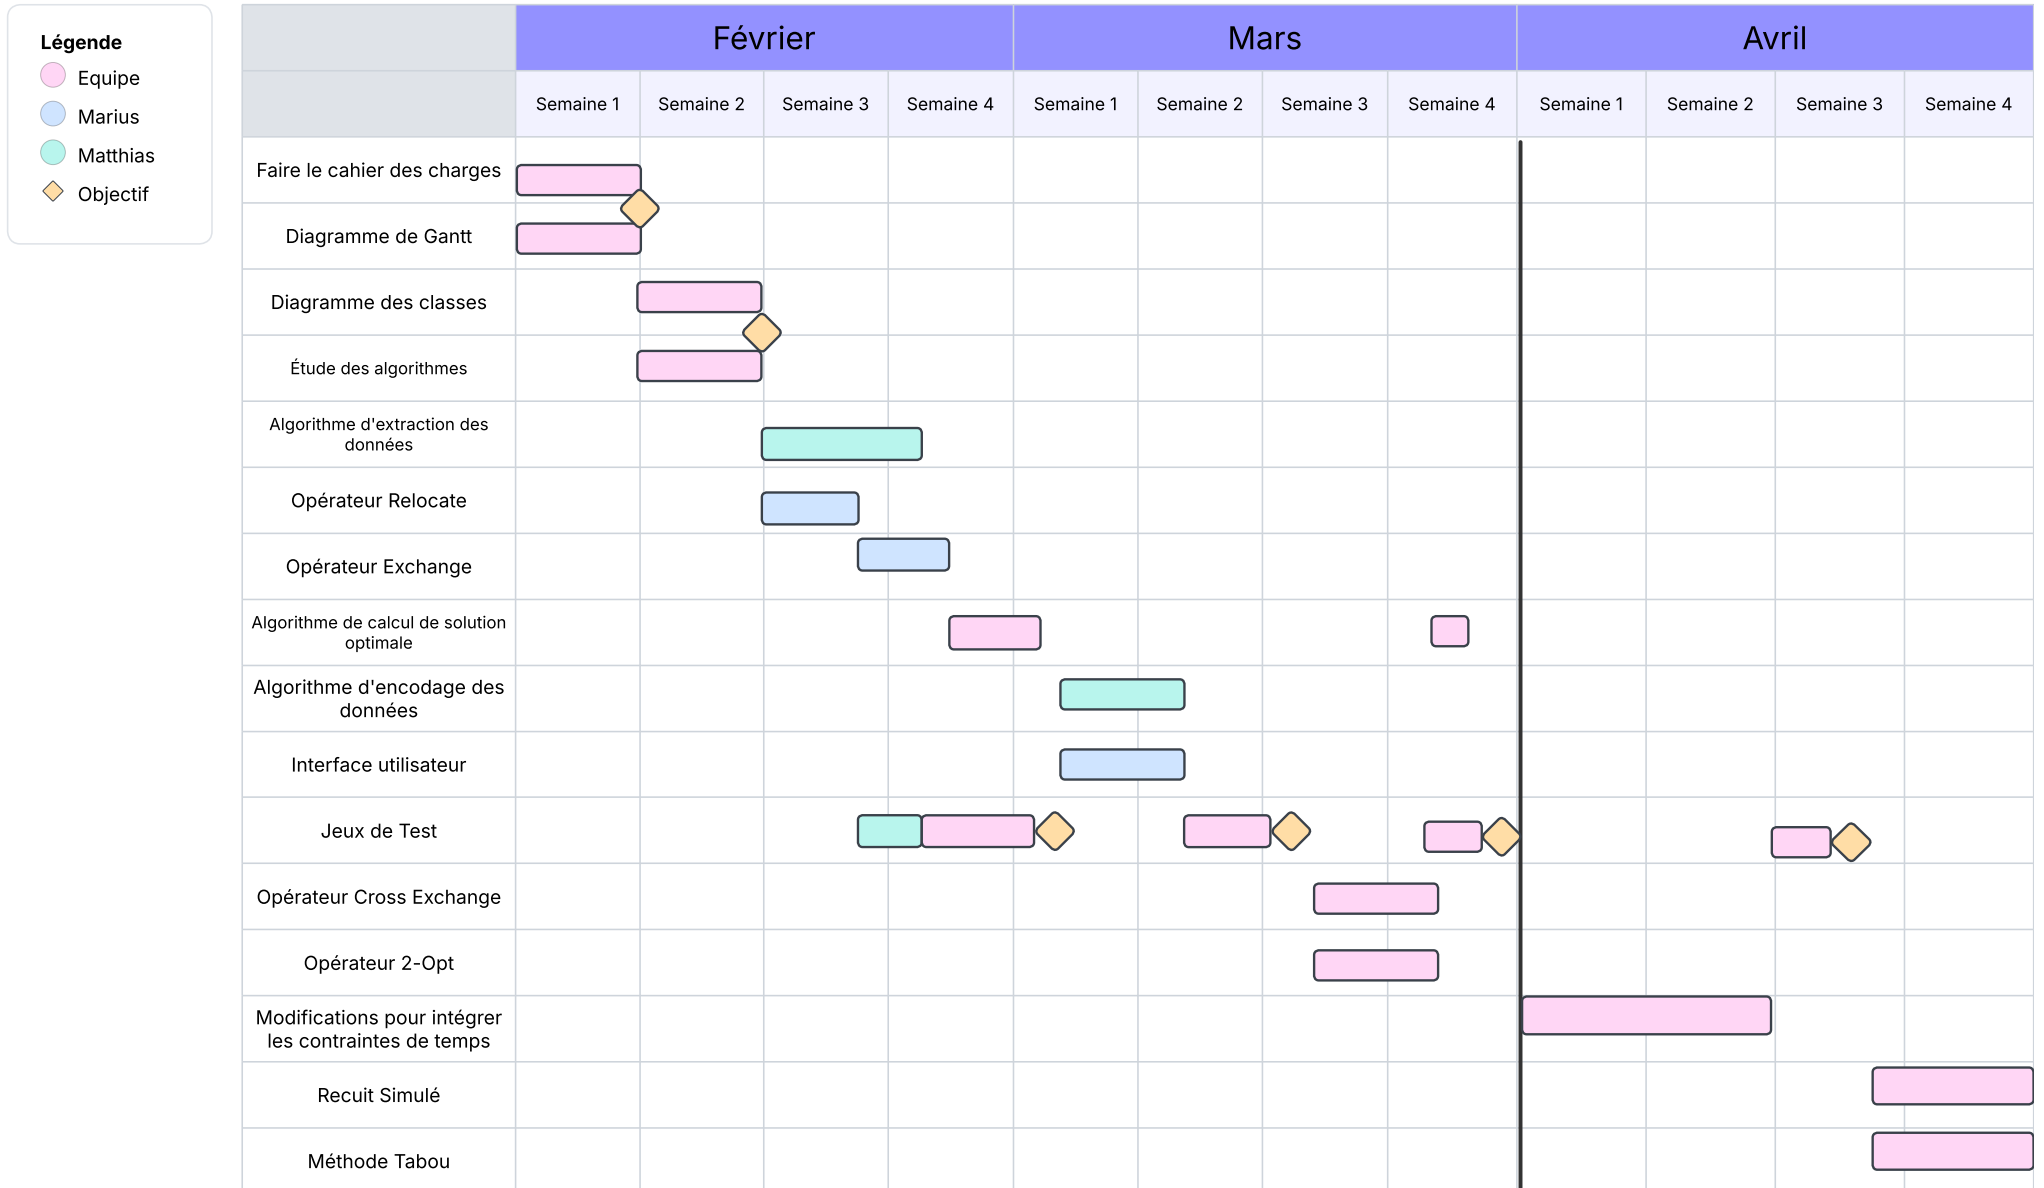 Légende
Equipe
Marius
Matthias
Objectif
Février
Mars
Avril
Semaine 1
Semaine 2
Semaine 3
Semaine 4
Semaine 1
Semaine 2
Semaine 3
Semaine 4
Semaine 1
Semaine 2
Semaine 3
Semaine 4
Faire le cahier des charges
Diagramme de Gantt
Diagramme des classes
Étude des algorithmes
Algorithme d'extraction des
données
Opérateur Relocate
Opérateur Exchange
Algorithme de calcul de solution
optimale
Algorithme d'encodage des
données
Interface utilisateur
Jeux de Test
Opérateur Cross Exchange
Opérateur 2-Opt
Modifications pour intégrer
les contraintes de temps
Recuit Simulé
Méthode Tabou